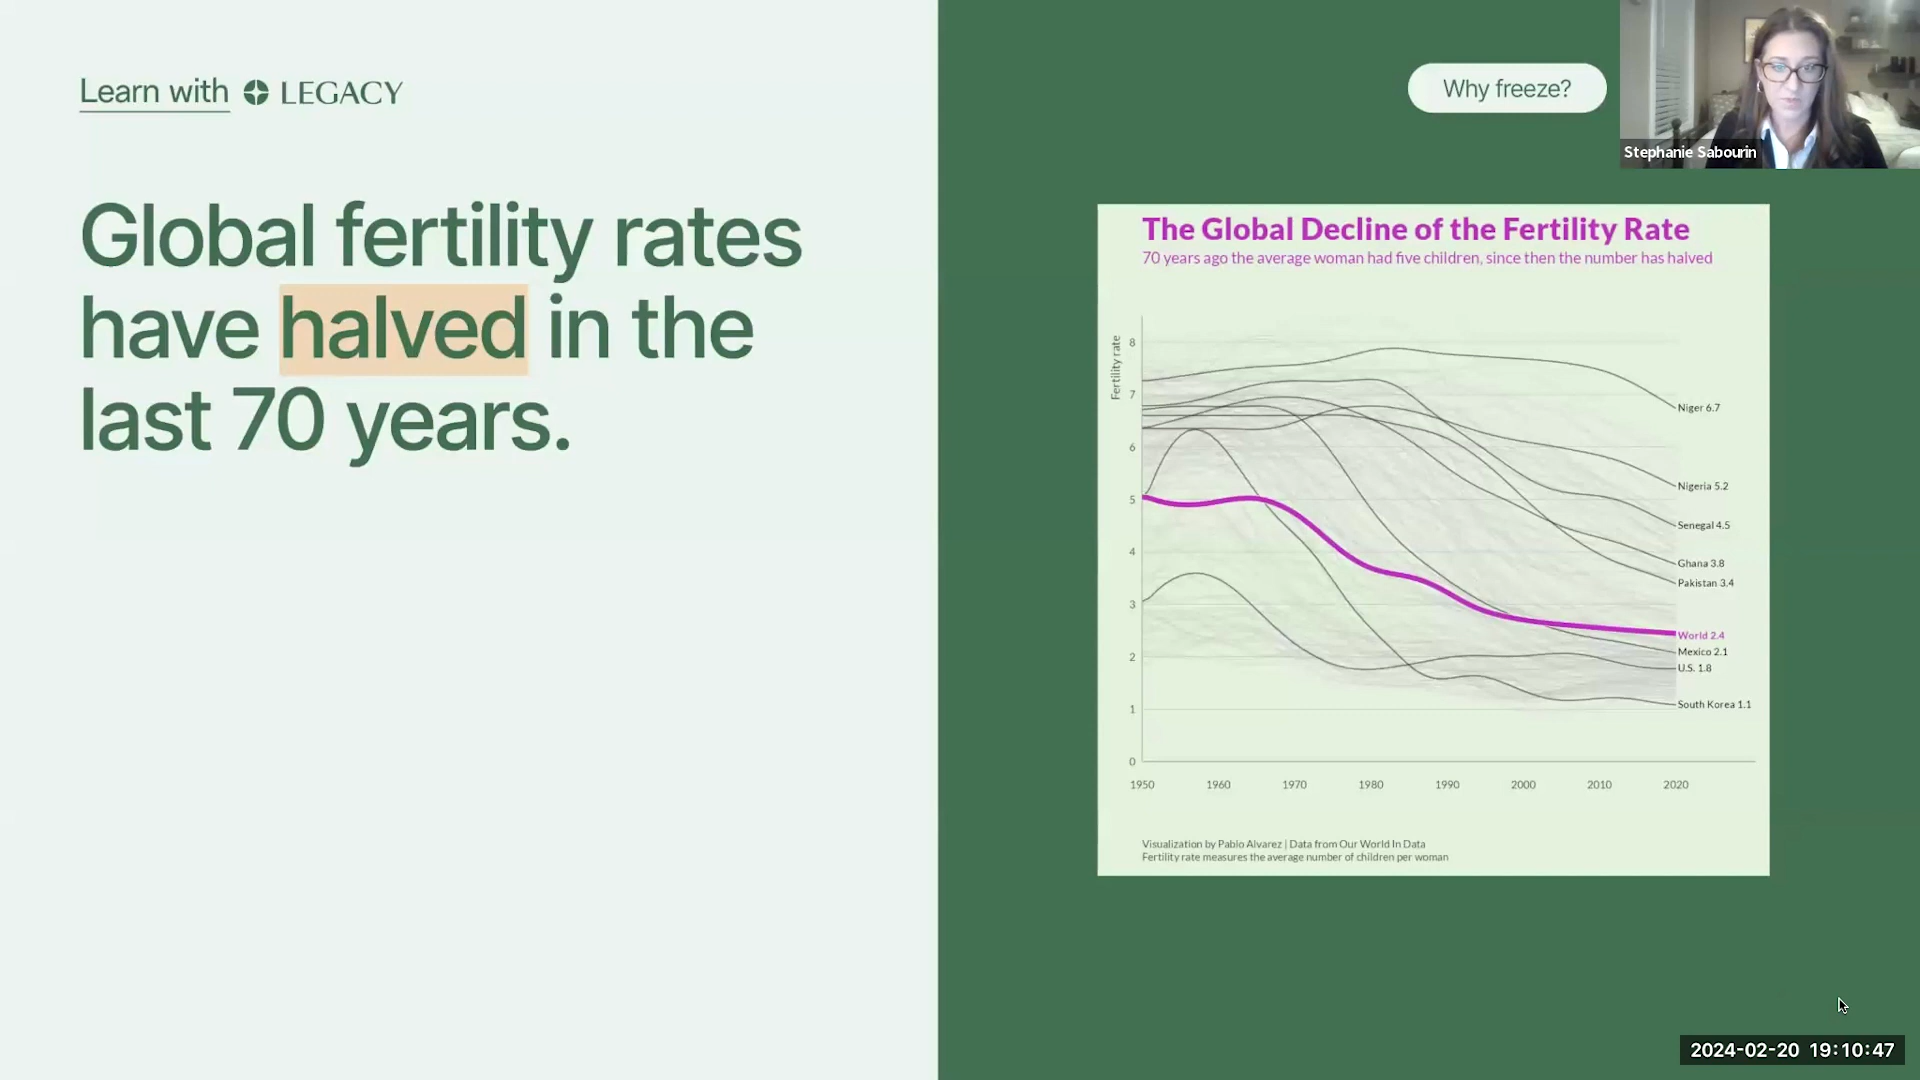 Learn with LEGACY
Why freeze?
Stephanie Sabourin
Global fertility rates
have halved in the
last 70 years.
The Global Decline of the Fertility Rate
70 years ago the average woman had five children, since then the number has halved
Fertility rate
8
7
6
5
4
3
2
1
0
Niger 6.7
Nigeria 5.2
Senegal 4.5
Ghana 3.8
Pakistan 3.4
World 2.4
Mexico 2.1
U.S. 1.8
South Korea 1.1
1950 1960 1970 1980 1990 2000 2010 2020
Visualization by Pablo Alvarez | Data from Our World In Data
Fertility rate measures the average number of children per woman
2024-02-20 19:10:47